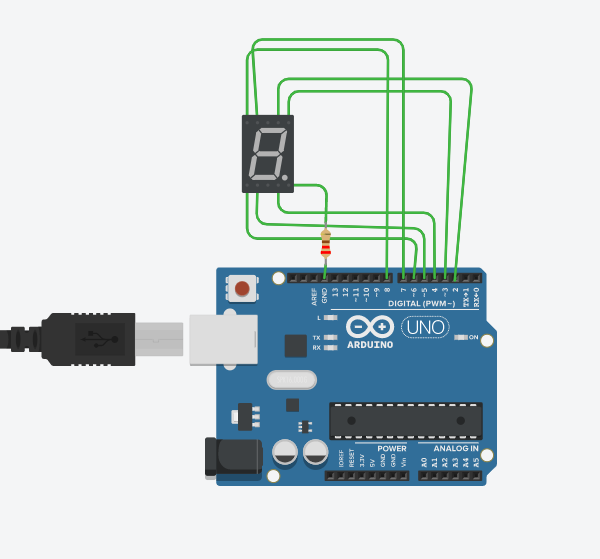 AREF
GND
13
12
~11
~10
~9
8
7
~6
~5
4
~3
2
TX→1
RX←0
DIGITAL (PWM~)
L
TX
RX
UNO
ARDUINO
ON
POWER
ANALOG IN
IOREF
RESET
3.3V
5V
GND
GND
Vin
A0
A1
A2
A3
A4
A5